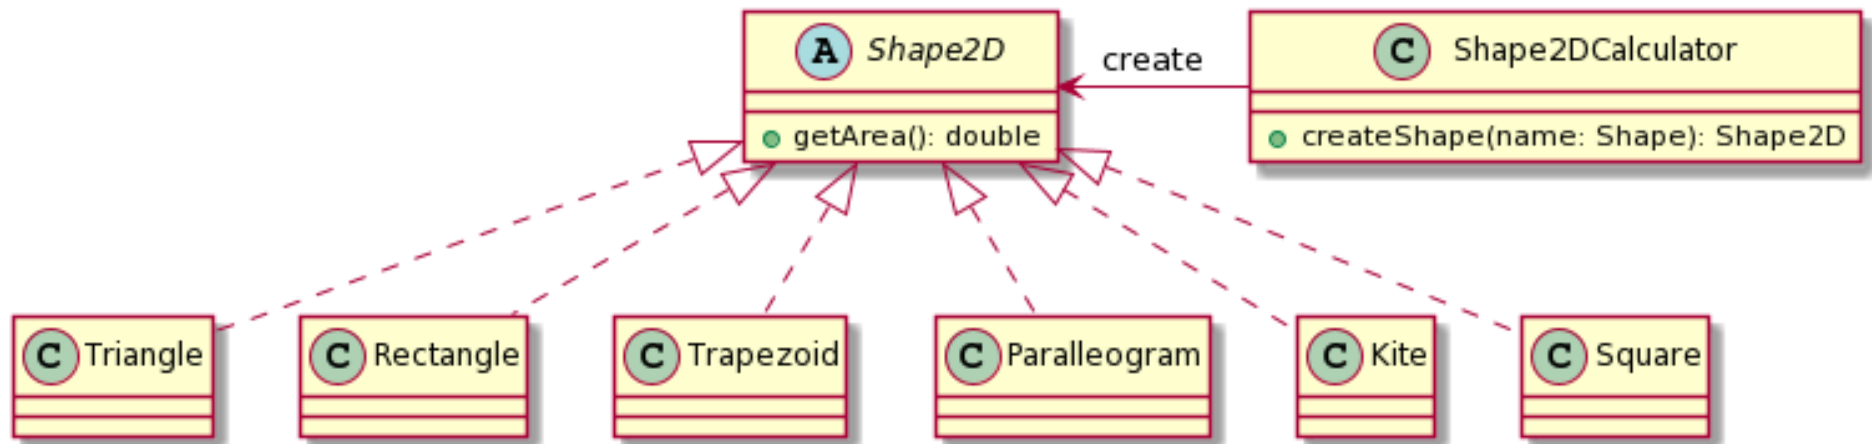 A Shape2D
getArea(): double
create
C Shape2DCalculator
createShape(name: Shape): Shape2D
C Triangle
C Rectangle
C Trapezoid
C Paralleogram
C Kite
C Square